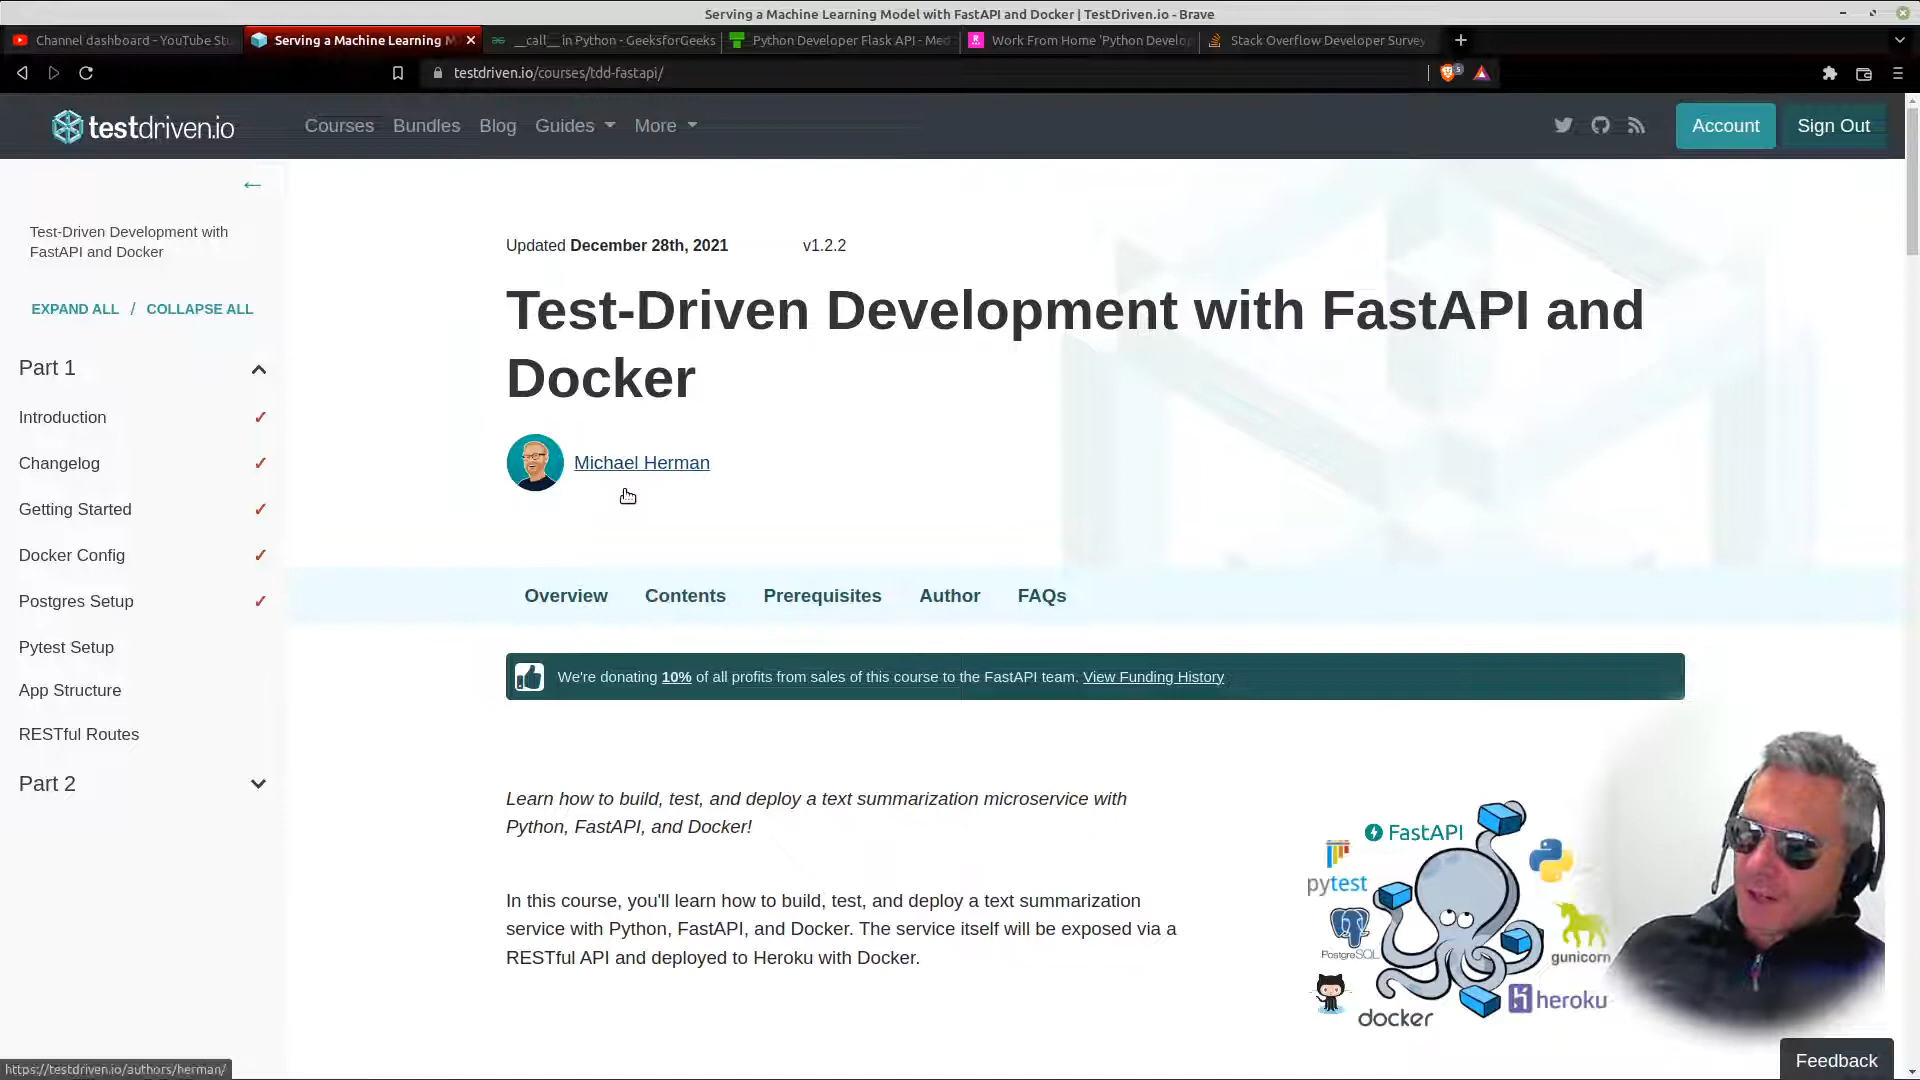 Serving a Machine Learning Model with FastAPI and Docker | TestDriven.io - Brave
Channel dashboard - YouTube Stu
Serving a Machine Learning M
__call__ in Python - GeeksforGeeks
Python Developer Flask API - Med
Work From Home 'Python Develop
Stack Overflow Developer Survey
testdriven.io/courses/tdd-fastapi/
5
testdriven.io
Courses
Bundles
Blog
Guides
More
Account
Sign Out
←
Test-Driven Development with
FastAPI and Docker
EXPAND ALL / COLLAPSE ALL
Part 1
Introduction ✓
Changelog ✓
Getting Started ✓
Docker Config ✓
Postgres Setup ✓
Pytest Setup
App Structure
RESTful Routes
Part 2
Updated December 28th, 2021
v1.2.2
Test-Driven Development with FastAPI and
Docker
Michael Herman
Overview
Contents
Prerequisites
Author
FAQs
We're donating 10% of all profits from sales of this course to the FastAPI team. View Funding History
Learn how to build, test, and deploy a text summarization microservice with
Python, FastAPI, and Docker!
In this course, you'll learn how to build, test, and deploy a text summarization
service with Python, FastAPI, and Docker. The service itself will be exposed via a
RESTful API and deployed to Heroku with Docker.
FastAPI
pytest
PostgreSQL
gunicorn
heroku
docker
Feedback
https://testdriven.io/authors/herman/